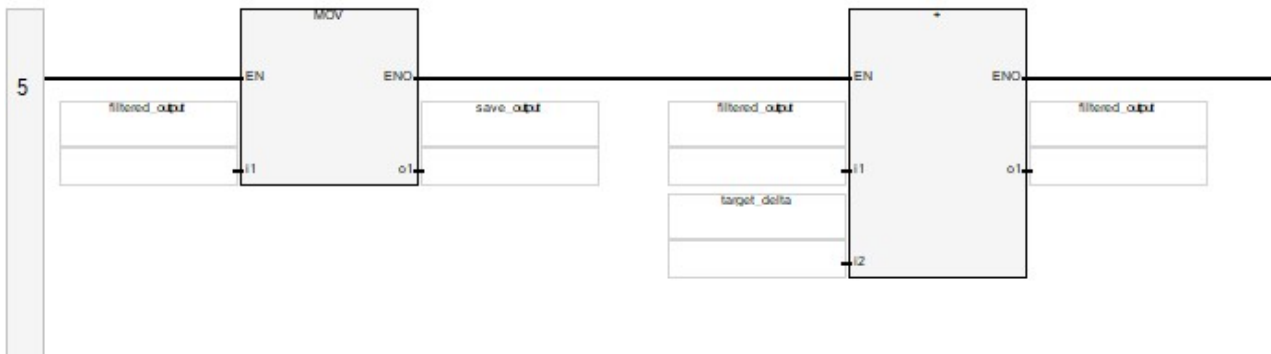 MOV
+
5
EN
ENO
EN
ENO
filtered_output
save_output
filtered_output
filtered_output
i1
o1
i1
o1
target_delta
i2